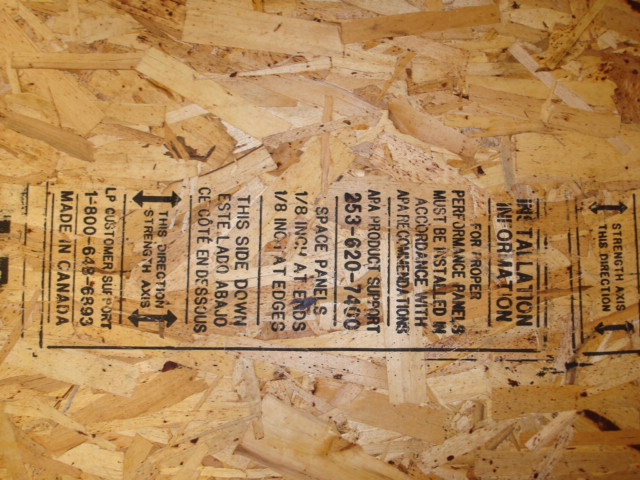 STRENGTH AXIS
THIS DIRECTION
INSTALLATION
INFORMATION
FOR PROPER
PERFORMANCE PANELS
MUST BE INSTALLED IN
ACCORDANCE WITH
APA RECOMMENDATIONS
APA PRODUCT SUPPORT
253-620-7400
SPACE PANELS
1/8 INCH AT ENDS
1/8 INCH AT EDGES
THIS SIDE DOWN
ESTE LADO ABAJO
CE CÔTÉ EN DESSOUS
THIS DIRECTION
STRENGTH AXIS
LP CUSTOMER SUPPORT
1-800-648-6893
MADE IN CANADA